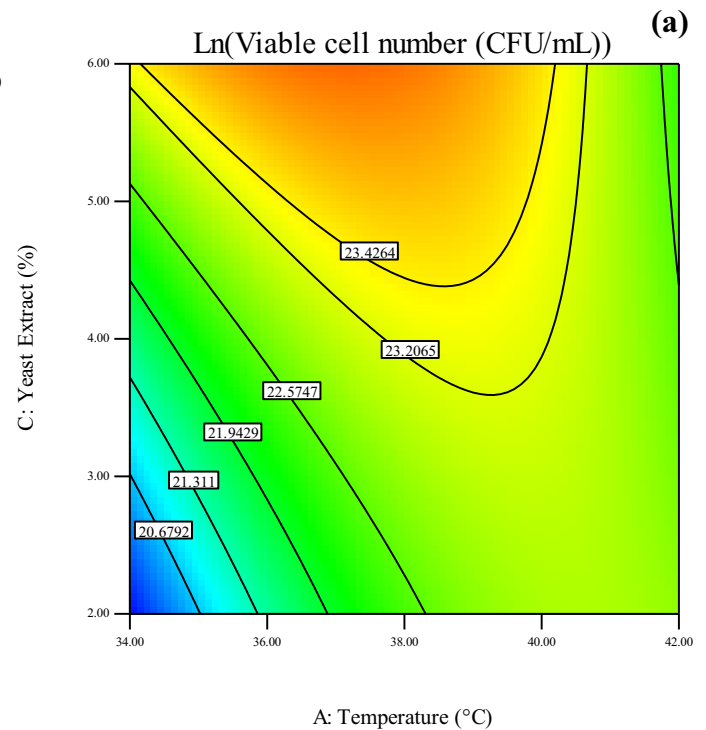 (a)
Ln(Viable cell number (CFU/mL))
6.00
5.00
4.00
3.00
2.00
C: Yeast Extract (%)
23.4264
23.2065
22.5747
21.9429
21.311
20.6792
34.00 36.00 38.00 40.00 42.00
A: Temperature (°C)